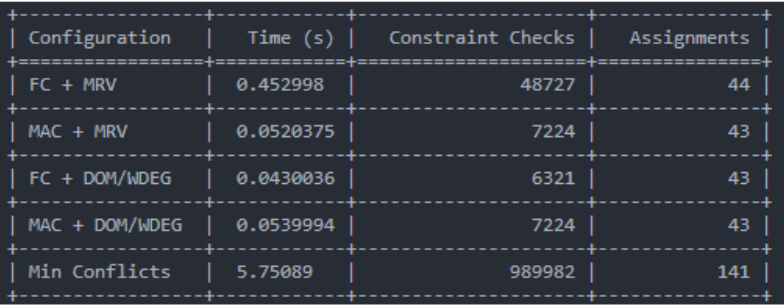 Configuration | Time (s) | Constraint Checks | Assignments
FC + MRV | 0.452998 | 48727 | 44
MAC + MRV | 0.0520375 | 7224 | 43
FC + DOM/WDEG | 0.0430036 | 6321 | 43
MAC + DOM/WDEG | 0.0539994 | 7224 | 43
Min Conflicts | 5.75089 | 989982 | 141